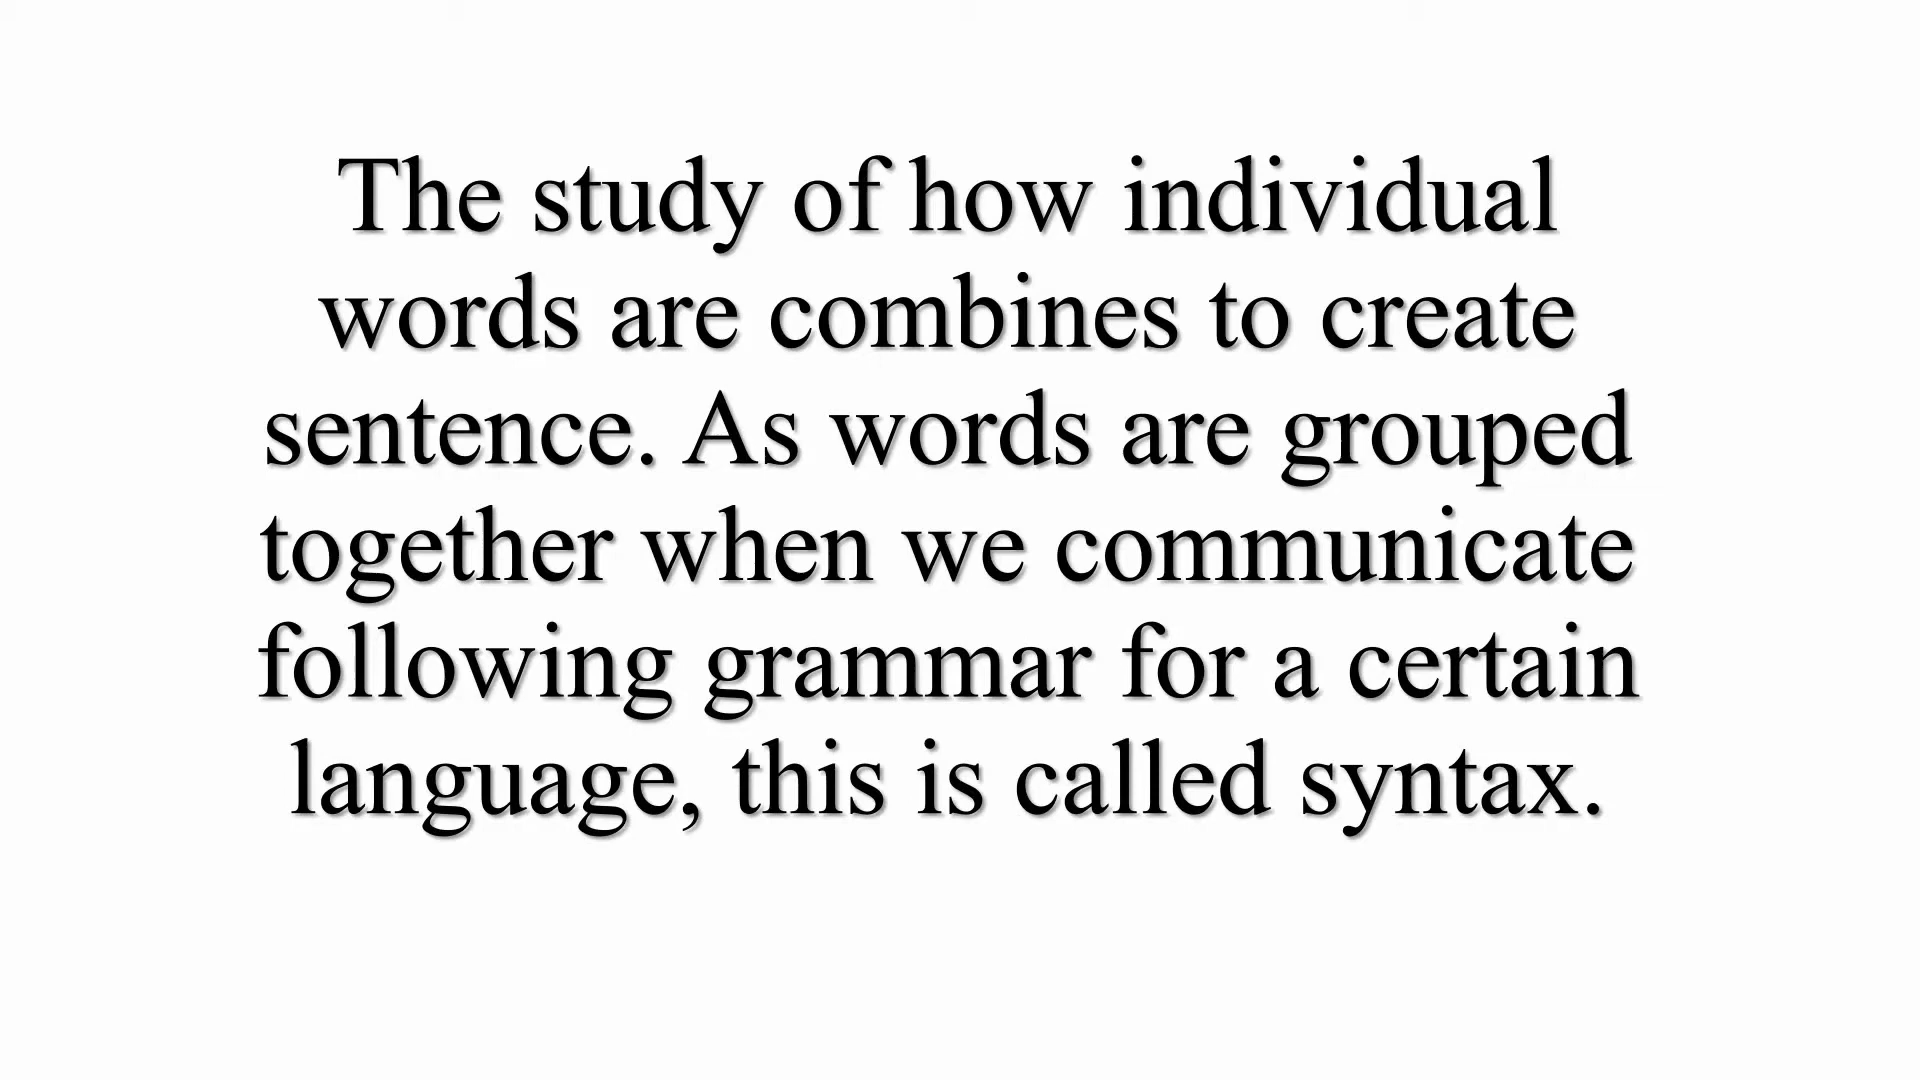 The study of how individual
words are combines to create
sentence. As words are grouped
together when we communicate
following grammar for a certain
language, this is called syntax.